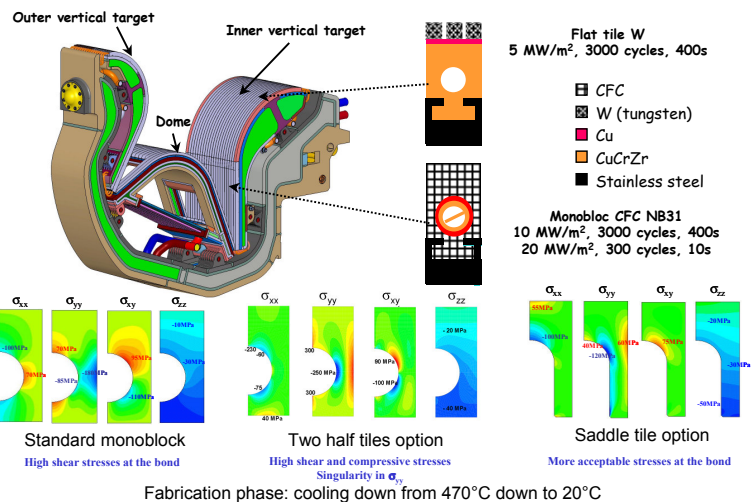 Outer vertical target
Inner vertical target
Dome
Flat tile W
5 MW/m², 3000 cycles, 400s
CFC
W (tungsten)
Cu
CuCrZr
Stainless steel
Monobloc CFC NB31
10 MW/m², 3000 cycles, 400s
20 MW/m², 300 cycles, 10s
σxx σyy σxy σzz
-100MPa
-70MPa
-85MPa
95MPa
-110MPa
-10MPa
-30MPa
Standard monoblock
High shear stresses at the bond
σxx σyy σxy σzz
-230
-60
-75
40 MPa
300
-250 MPa
300
90 MPa
-100 MPa
-20 MPa
-40 MPa
Two half tiles option
High shear and compressive stresses
Singularity in σyy
55MPa
-100MPa
40MPa
-120MPa
60MPa
75MPa
-20MPa
-30MPa
-50MPa
Saddle tile option
More acceptable stresses at the bond
Fabrication phase: cooling down from 470°C down to 20°C